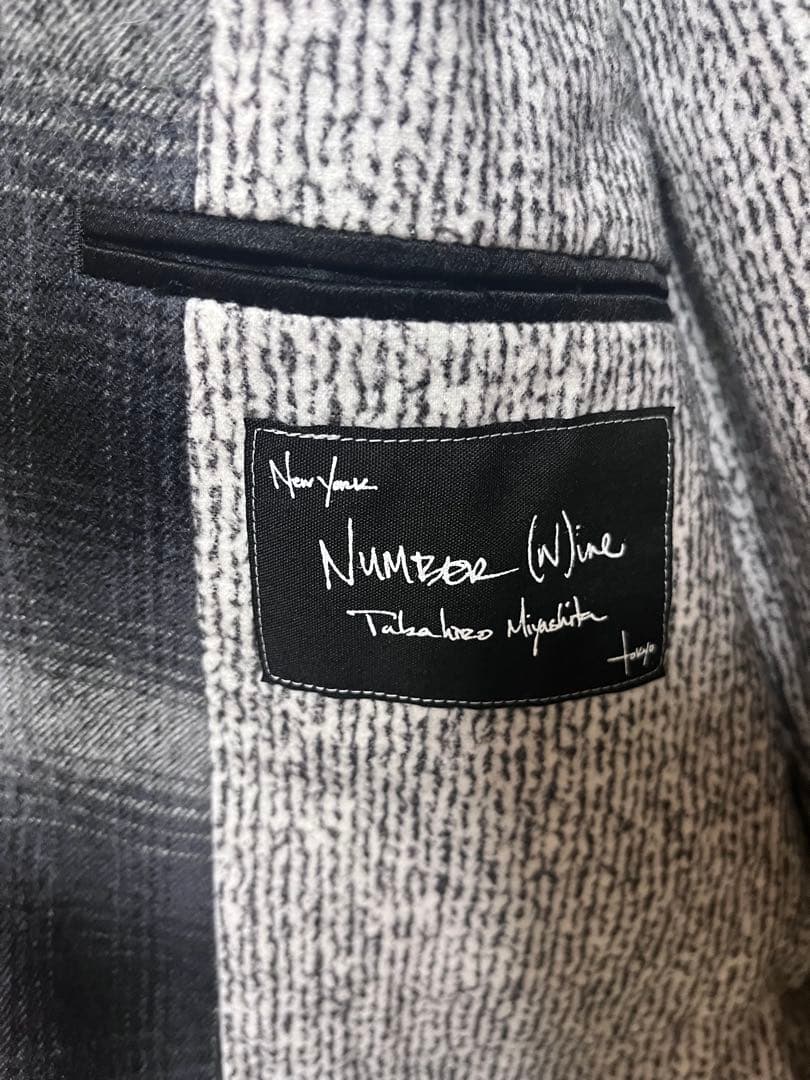 New York
NUMBER (N)ine
Takahiro Miyashita
tokyo